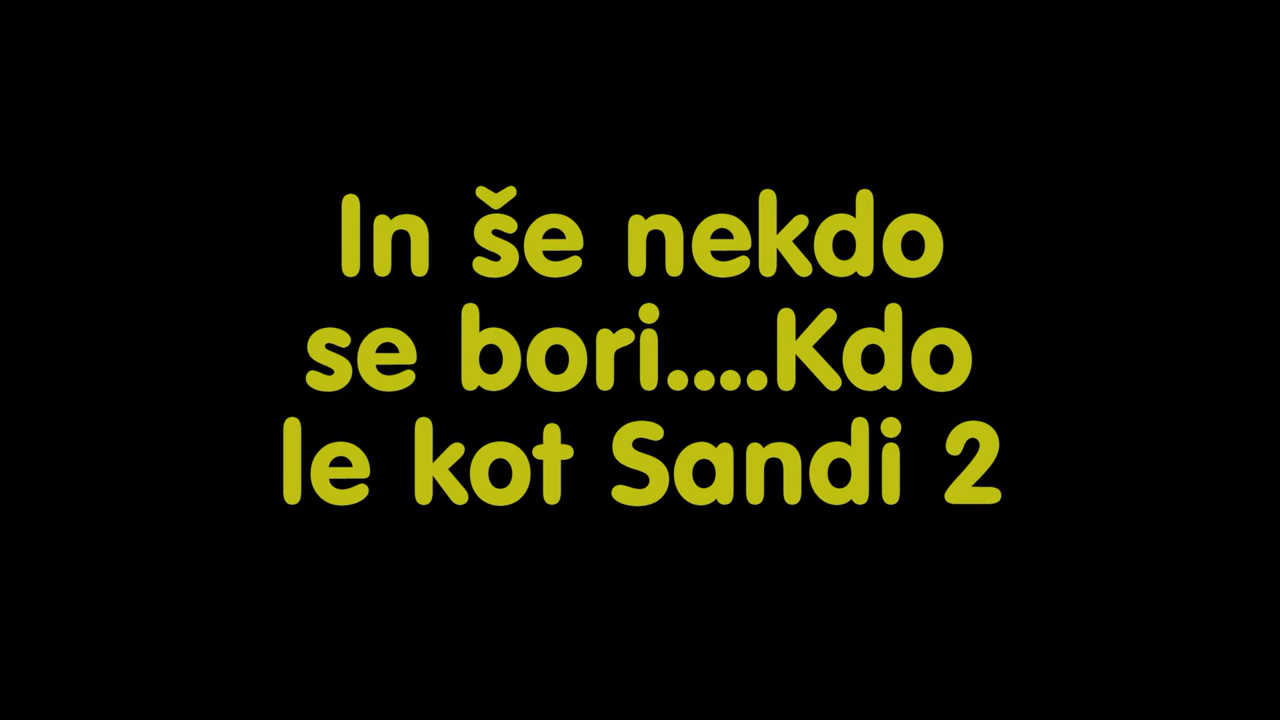 In še nekdo
se bori....Kdo
le kot Sandi 2